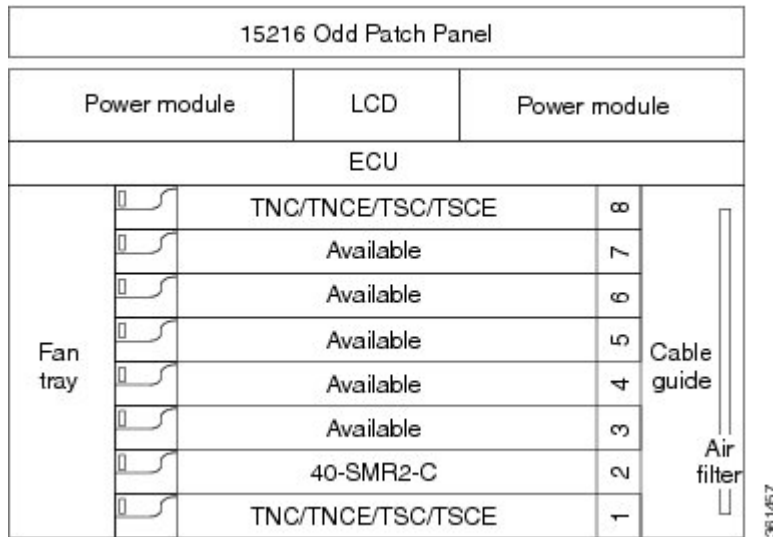 15216 Odd Patch Panel
Power module
LCD
Power module
ECU
TNC/TNCE/TSC/TSCE 8
Available 7
Available 6
Available 5
Available 4
Available 3
40-SMR2-C 2
TNC/TNCE/TSC/TSCE 1
Fan
tray
Cable
guide
Air
filter
361457